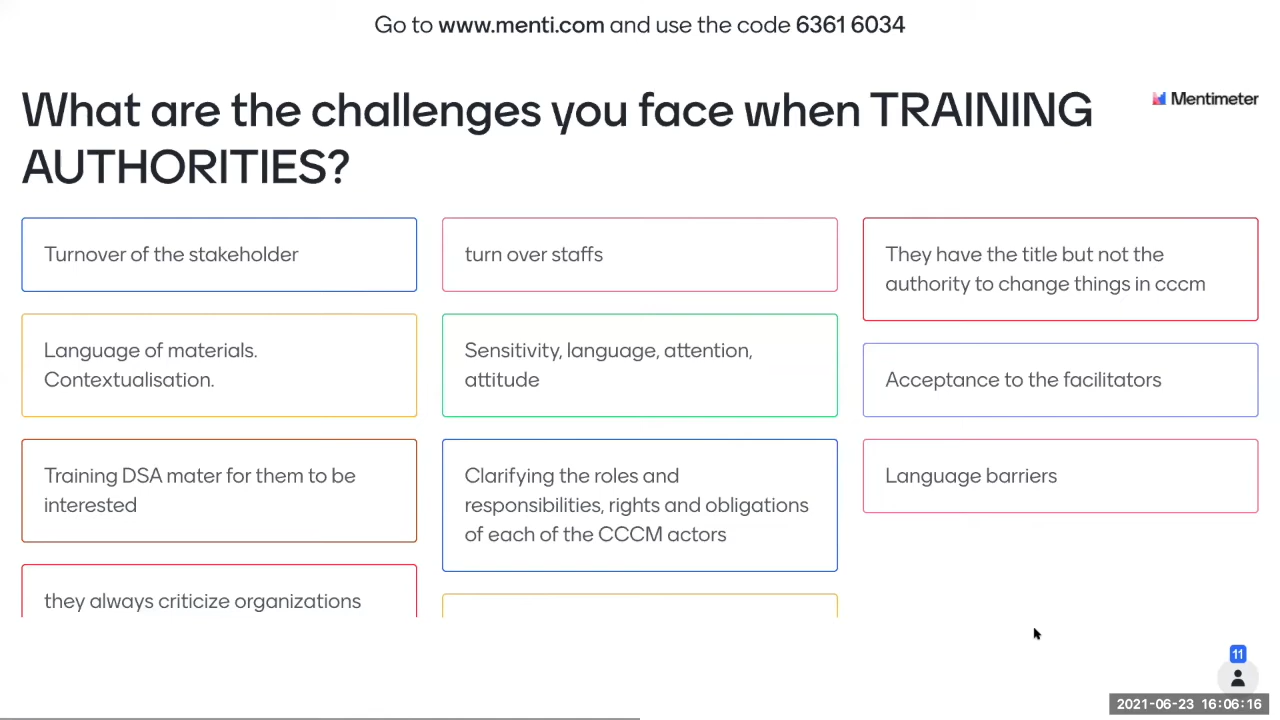 Go to www.menti.com and use the code 6361 6034
What are the challenges you face when TRAINING
AUTHORITIES?
Mentimeter
Turnover of the stakeholder
turn over staffs
They have the title but not the
authority to change things in cccm
Language of materials.
Contextualisation.
Sensitivity, language, attention,
attitude
Acceptance to the facilitators
Training DSA mater for them to be
interested
Clarifying the roles and
responsibilities, rights and obligations
of each of the CCCM actors
Language barriers
they always criticize organizations
11
2021-06-23 16:06:16